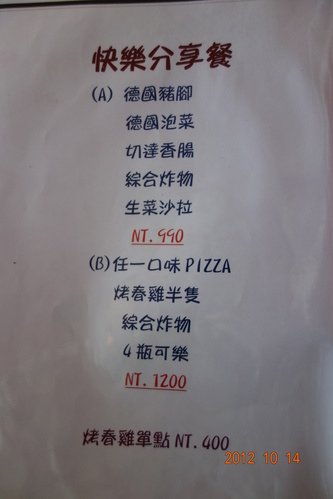 快樂分享餐
(A) 德國豬腳
德國泡菜
切達香腸
綜合炸物
生菜沙拉
NT. 990
(B) 任一口味 PIZZA
烤春雞半隻
綜合炸物
4 瓶可樂
NT. 1200
烤春雞單點 NT. 400
2012 10 14